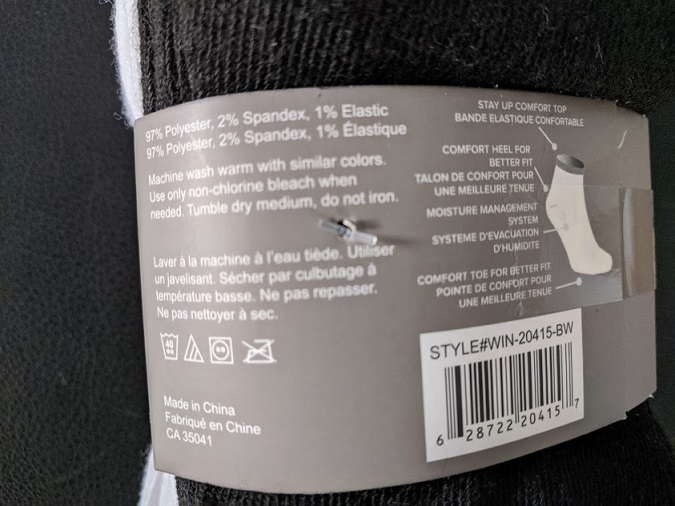 97% Polyester, 2% Spandex, 1% Elastic
97% Polyester, 2% Spandex, 1% Élastique
Machine wash warm with similar colors.
Use only non-chlorine bleach when
needed. Tumble dry medium, do not iron.
Laver à la machine à l'eau tiède. Utiliser
un javelisant. Sécher par culbutage à
température basse. Ne pas repasser.
Ne pas nettoyer à sec.
40
Made in China
Fabriqué en Chine
CA 35041
STAY UP COMFORT TOP
BANDE ELASTIQUE CONFORTABLE
COMFORT HEEL FOR
BETTER FIT
TALON DE CONFORT POUR
UNE MEILLEURE TENUE
MOISTURE MANAGEMENT
SYSTEM
SYSTEME D'EVACUATION
D'HUMIDITE
COMFORT TOE FOR BETTER FIT
POINTE DE CONFORT POUR
UNE MEILLEURE TENUE
STYLE#WIN-20415-BW
6 28722 20415 7